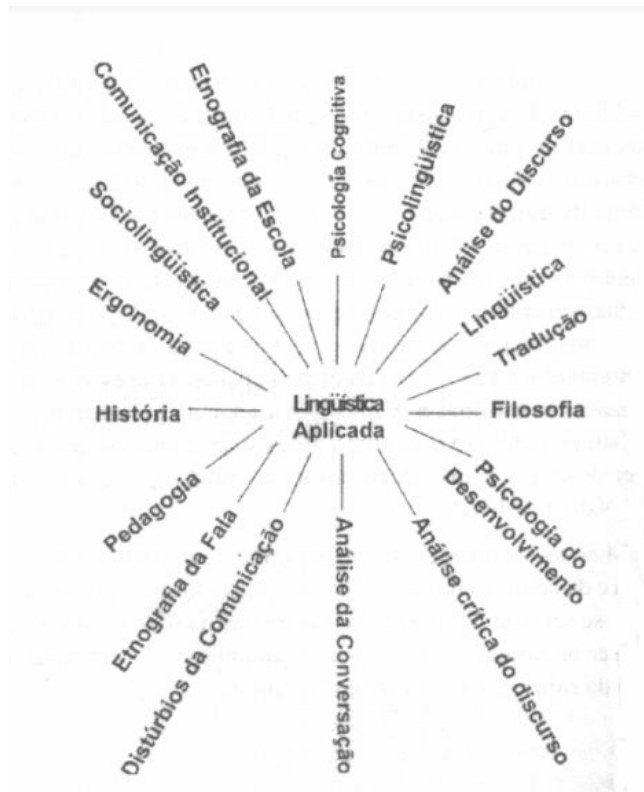 Lingüística
Aplicada
Psicologia Cognitiva
Psicolingüística
Análise do Discurso
Lingüística
Tradução
Filosofia
Psicologia do
Desenvolvimento
Análise crítica do discurso
Análise da Conversação
Distúrbios da Comunicação
Etnografia da Fala
Pedagogia
História
Ergonomia
Sociolingüística
Comunicação Institucional
Etnografia da Escola